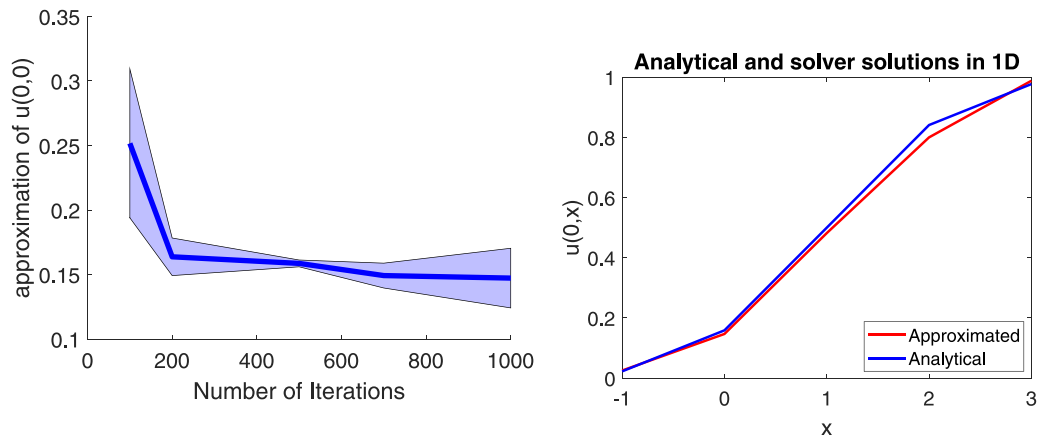 0.35
0.3
0.25
0.2
0.15
0.1
approximation of u(0,0)
0 200 400 600 800 1000
Number of Iterations
Analytical and solver solutions in 1D
1
0.8
0.6
0.4
0.2
0
u(0,x)
Approximated
Analytical
-1 0 1 2 3
x